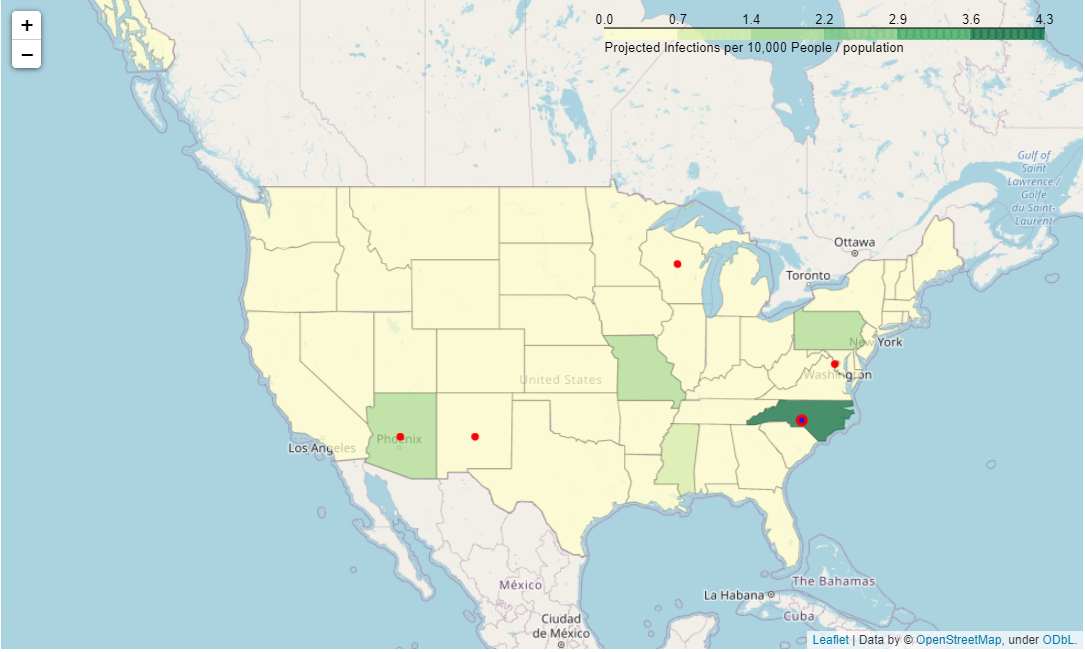 +
−
0.0 0.7 1.4 2.2 2.9 3.6 4.3
Projected Infections per 10,000 People / population
Gulf of
Saint
Lawrence /
Golfe
du Saint-
Laurent
Ottawa
Toronto
New York
Washington
United States
Phoenix
Los Angeles
México
Ciudad
de México
La Habana
The Bahamas
Cuba
Leaflet | Data by © OpenStreetMap, under ODbL.